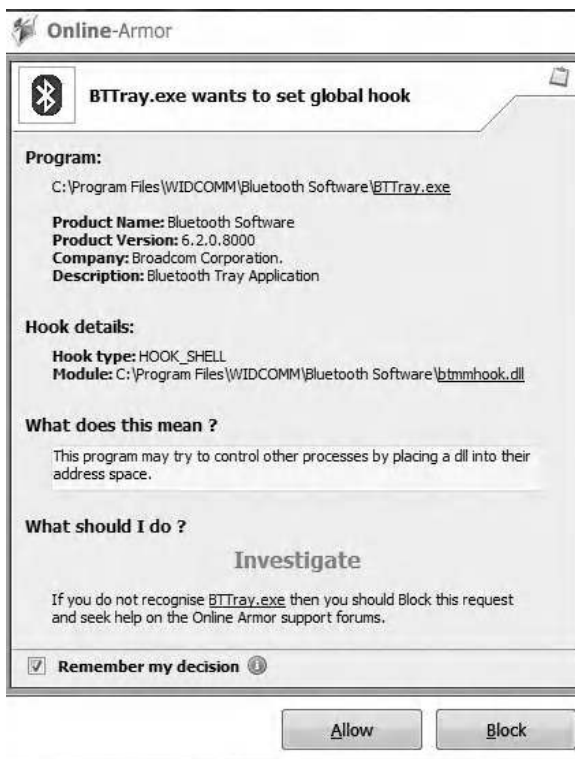 Online-Armor
BTTray.exe wants to set global hook
Program:
C:\Program Files\WIDCOMM\Bluetooth Software\BTTray.exe
Product Name: Bluetooth Software
Product Version: 6.2.0.8000
Company: Broadcom Corporation.
Description: Bluetooth Tray Application
Hook details:
Hook type: HOOK_SHELL
Module: C:\Program Files\WIDCOMM\Bluetooth Software\btmmhook.dll
What does this mean ?
This program may try to control other processes by placing a dll into their
address space.
What should I do ?
Investigate
If you do not recognise BTTray.exe then you should Block this request
and seek help on the Online Armor support forums.
Remember my decision
Allow
Block